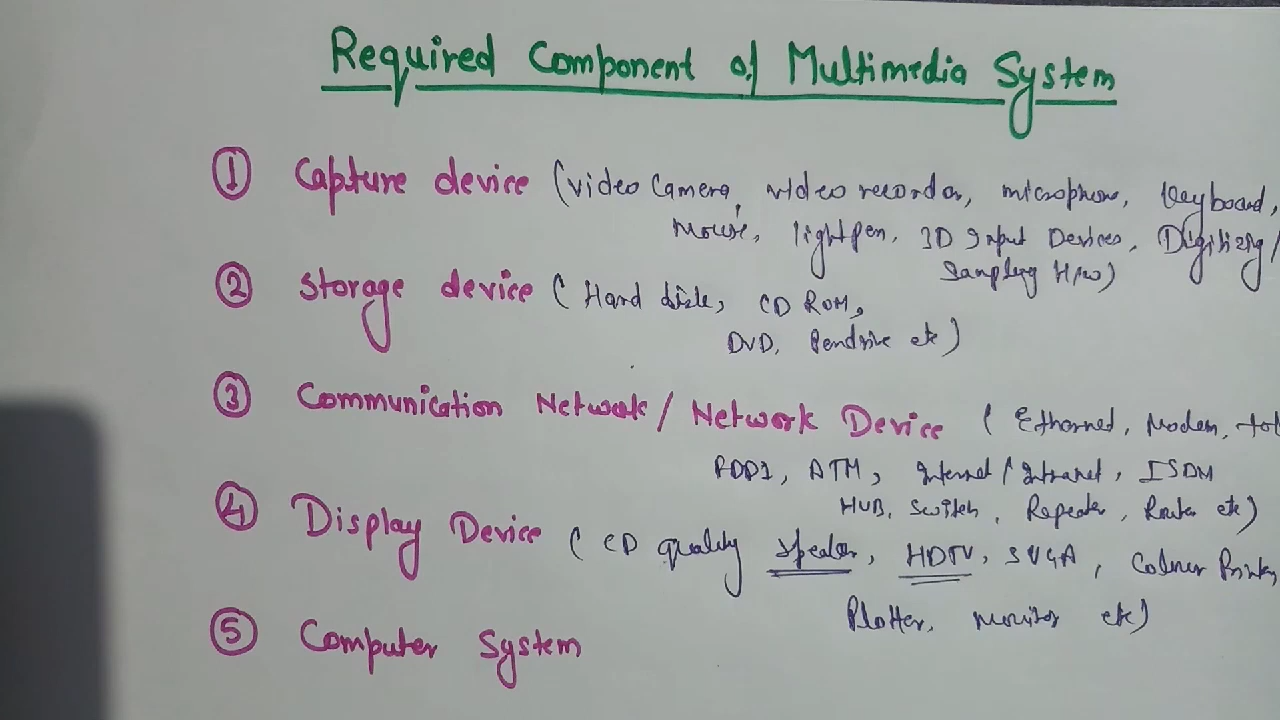 Required Component of Multimedia System
① Capture device (video Camera, video recorder, microphone, Keyboard,
mouse, lightpen, 3D Input Devices, Digitizing/
Sampling H/w)
② Storage device (Hard disk, CD ROM,
DVD, Pendrive etc)
③ Communication Network/Network Device (Ethernet, Modem,
FDDI, ATM, Internet/Intranet, ISDN
HUB, Switch, Repeater, Router etc)
④ Display Device (CD quality speaker, HDTV, SVGA, Colour Printer,
Plotter, monitor etc)
⑤ Computer System